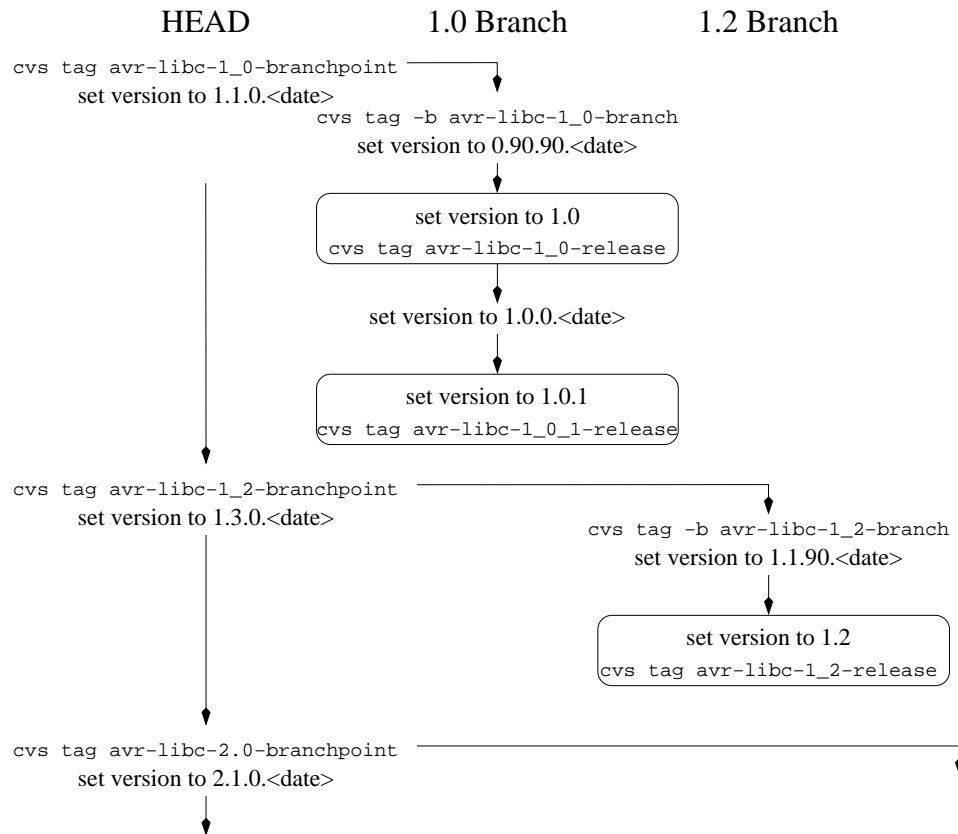 HEAD 1.0 Branch 1.2 Branch
cvs tag avr-libc-1_0-branchpoint
set version to 1.1.0.<date>
cvs tag -b avr-libc-1_0-branch
set version to 0.90.90.<date>
set version to 1.0
cvs tag avr-libc-1_0-release
set version to 1.0.0.<date>
set version to 1.0.1
cvs tag avr-libc-1_0_1-release
cvs tag avr-libc-1_2-branchpoint
set version to 1.3.0.<date>
cvs tag -b avr-libc-1_2-branch
set version to 1.1.90.<date>
set version to 1.2
cvs tag avr-libc-1_2-release
cvs tag avr-libc-2.0-branchpoint
set version to 2.1.0.<date>